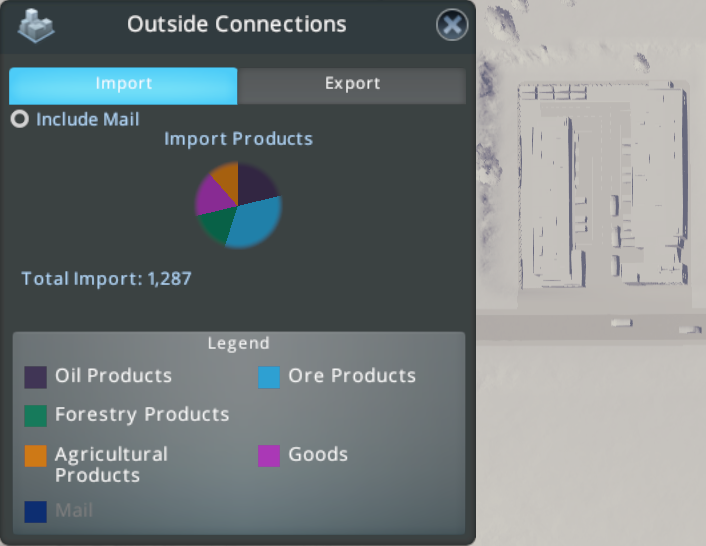 Outside Connections
Import
Export
Include Mail
Import Products
Total Import: 1,287
Legend
Oil Products
Ore Products
Forestry Products
Agricultural
Products
Goods
Mail